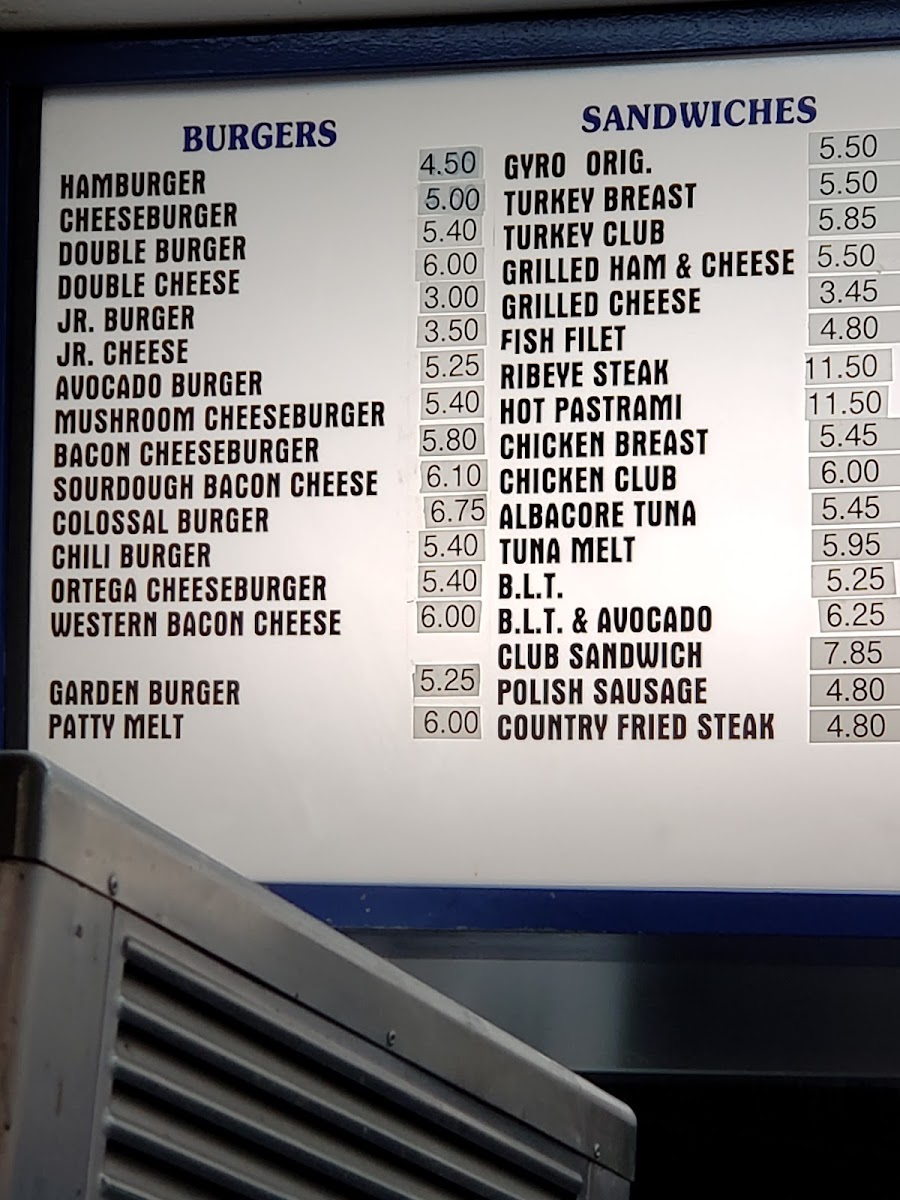 BURGERS
HAMBURGER 4.50
CHEESEBURGER 5.00
DOUBLE BURGER 5.40
DOUBLE CHEESE 6.00
JR. BURGER 3.00
JR. CHEESE 3.50
AVOCADO BURGER 5.25
MUSHROOM CHEESEBURGER 5.40
BACON CHEESEBURGER 5.80
SOURDOUGH BACON CHEESE 6.10
COLOSSAL BURGER 6.75
CHILI BURGER 5.40
ORTEGA CHEESEBURGER 5.40
WESTERN BACON CHEESE 6.00
GARDEN BURGER 5.25
PATTY MELT 6.00
SANDWICHES
GYRO ORIG. 5.50
TURKEY BREAST 5.50
TURKEY CLUB 5.85
GRILLED HAM & CHEESE 5.50
GRILLED CHEESE 3.45
FISH FILET 4.80
RIBEYE STEAK 11.50
HOT PASTRAMI 11.50
CHICKEN BREAST 5.45
CHICKEN CLUB 6.00
ALBACORE TUNA 5.45
TUNA MELT 5.95
B.L.T. 5.25
B.L.T. & AVOCADO 6.25
CLUB SANDWICH 7.85
POLISH SAUSAGE 4.80
COUNTRY FRIED STEAK 4.80